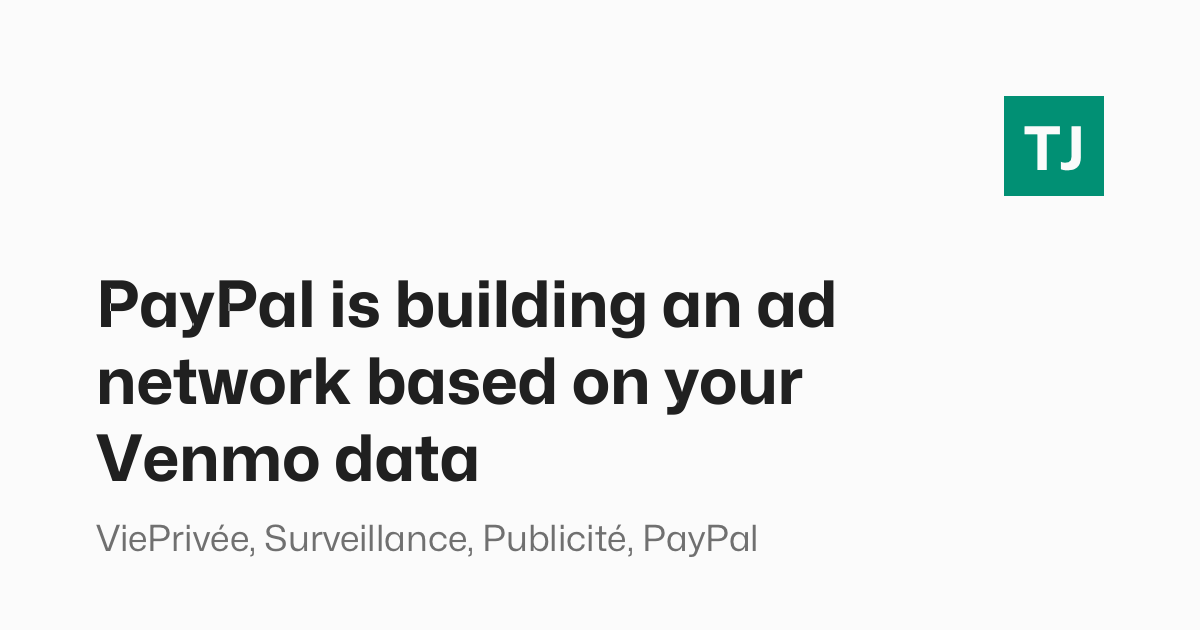 TJ
PayPal is building an ad
network based on your
Venmo data
ViePrivée, Surveillance, Publicité, PayPal